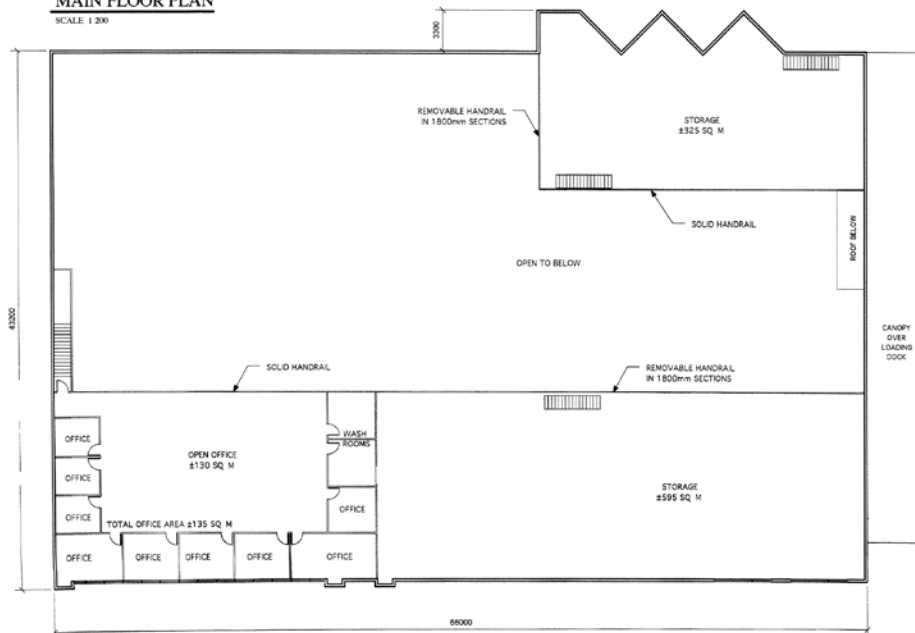 MAIN FLOOR PLAN
SCALE 1 200
3300
REMOVABLE HANDRAIL
IN 1800mm SECTIONS
STORAGE
±325 SQ M
SOLID HANDRAIL
ROOF BELOW
OPEN TO BELOW
43200
CANOPY
OVER
LOADING
DOCK
SOLID HANDRAIL
REMOVABLE HANDRAIL
IN 1800mm SECTIONS
OFFICE
WASH
ROOMS
OPEN OFFICE
±130 SQ M
OFFICE
STORAGE
±595 SQ M
OFFICE
OFFICE
TOTAL OFFICE AREA ±135 SQ M
OFFICE
OFFICE
OFFICE
OFFICE
OFFICE
66000